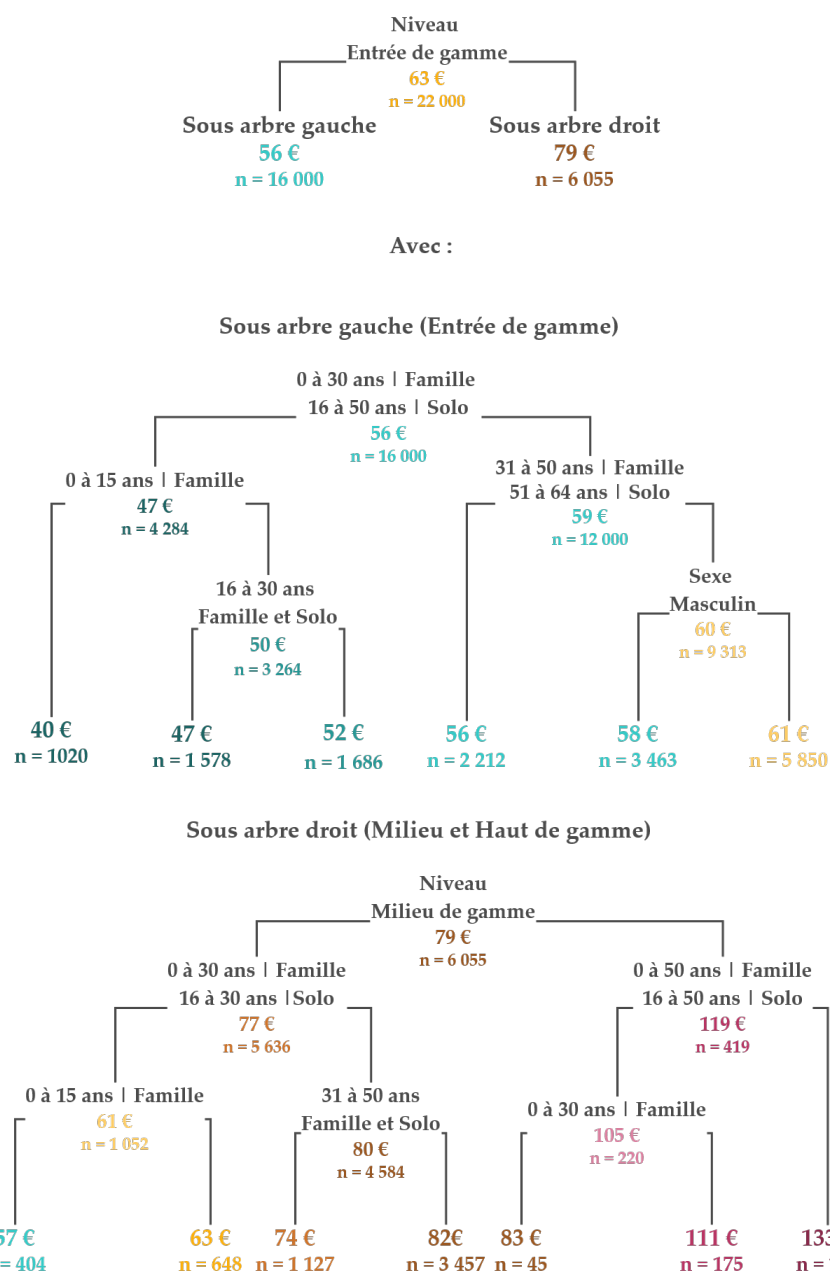 Niveau
Entrée de gamme
63 €
n = 22 000
Sous arbre gauche Sous arbre droit
56 € 79 €
n = 16 000 n = 6 055
Avec :
Sous arbre gauche (Entrée de gamme)
0 à 30 ans | Famille
16 à 50 ans | Solo
56 €
n = 16 000
0 à 15 ans | Famille
47 €
n = 4 284
31 à 50 ans | Famille
51 à 64 ans | Solo
59 €
n = 12 000
16 à 30 ans
Famille et Solo
50 €
n = 3 264
Sexe
Masculin
60 €
n = 9 313
40 € 47 € 52 € 56 € 58 € 61 €
n = 1020 n = 1 578 n = 1 686 n = 2 212 n = 3 463 n = 5 850
Sous arbre droit (Milieu et Haut de gamme)
Niveau
Milieu de gamme
79 €
n = 6 055
0 à 30 ans | Famille
16 à 30 ans |Solo
77 €
n = 5 636
0 à 50 ans | Famille
16 à 50 ans | Solo
119 €
n = 419
0 à 15 ans | Famille
61 €
n = 1 052
31 à 50 ans
Famille et Solo
80 €
n = 4 584
0 à 30 ans | Famille
105 €
n = 220
57 € 63 € 74 € 82€ 83 € 111 € 133
= 404 n = 648 n = 1 127 n = 3 457 n = 45 n = 175 n =